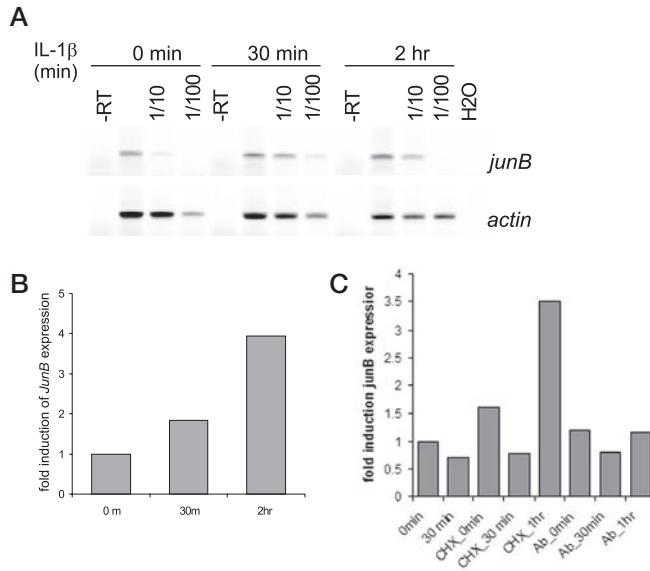 A
IL-1β
(min)
0 min
30 min
2 hr
-RT
1/10
1/100
-RT
1/10
1/100
-RT
1/10
1/100
H2O
junB
actin
B
fold induction of JunB expression
5
4
3
2
1
0
0 m
30m
2hr
C
fold induction junB expressior
4
3.5
3
2.5
2
1.5
1
0.5
0
0min
30 min
CHX_0min
CHX_30 min
CHX_1hr
Ab_0min
Ab_30min
Ab_1hr